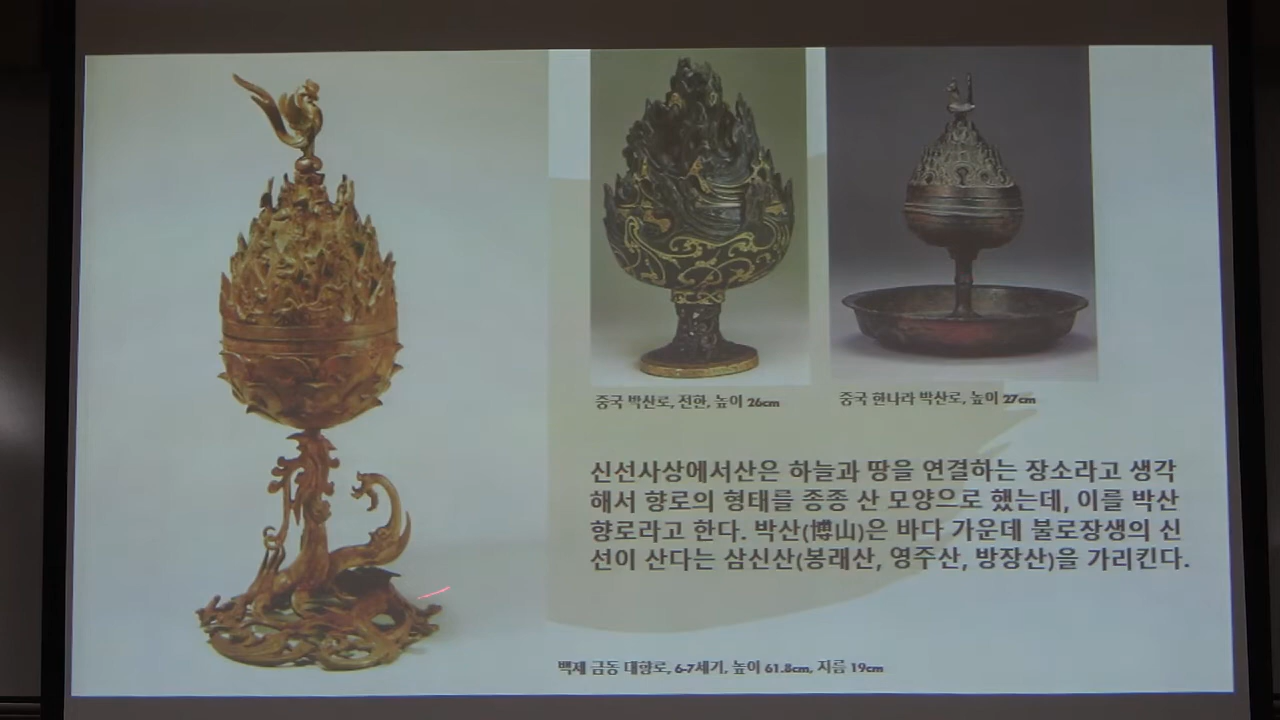 중국 박산로, 전한, 높이 26cm
중국 한나라 박산로, 높이 27cm
신선사상에서산은 하늘과 땅을 연결하는 장소라고 생각
해서 향로의 형태를 종종 산 모양으로 했는데, 이를 박산
향로라고 한다. 박산(博山)은 바다 가운데 불로장생의 신
선이 산다는 삼신산(봉래산, 영주산, 방장산)을 가리킨다.
백제 금동 대향로, 6-7세기, 높이 61.8cm, 지름 19cm